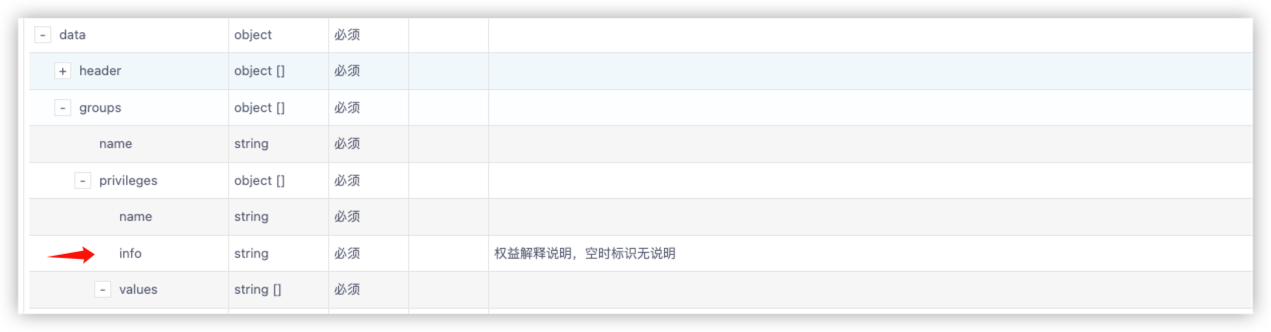 - data object 必须
+ header object [] 必须
- groups object [] 必须
name string 必须
- privileges object [] 必须
name string 必须
info string 必须 权益解释说明，空时标识无说明
- values string []